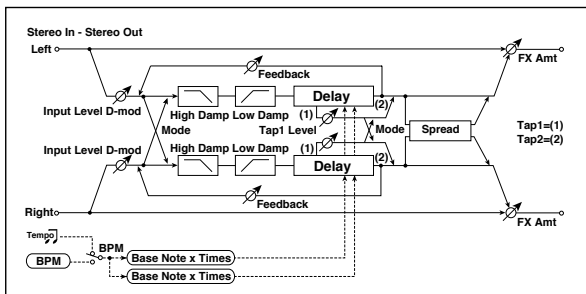 Stereo In - Stereo Out
Left
FX Amt
Feedback
Input Level D-mod
High Damp Low Damp
Delay
(1) (2)
Mode
Tap1 Level
Mode
Spread
Tap1=(1)
Tap2=(2)
Input Level D-mod
High Damp Low Damp
(1) (2)
Delay
Feedback
Right
FX Amt
Tempo
BPM
BPM
Base Note x Times
Base Note x Times